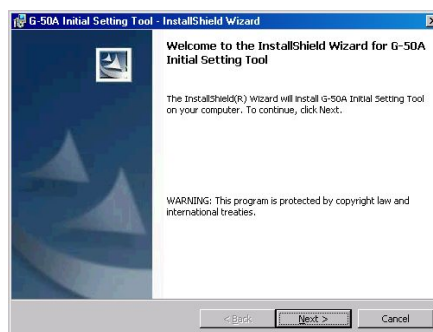 G-50A Initial Setting Tool - InstallShield Wizard
Welcome to the InstallShield Wizard for G-50A
Initial Setting Tool
The InstallShield(R) Wizard will install G-50A Initial Setting Tool
on your computer. To continue, click Next.
WARNING: This program is protected by copyright law and
international treaties.
< Back Next > Cancel